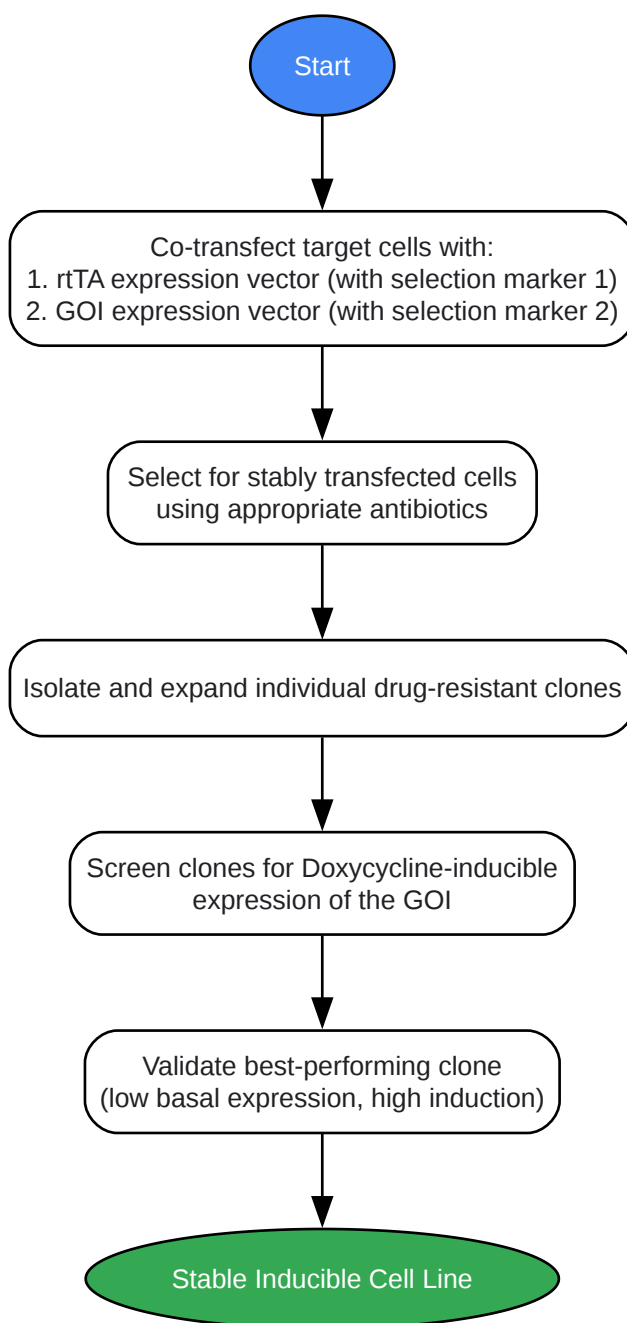 Start
Co-transfect target cells with:
1. rtTA expression vector (with selection marker 1)
2. GOI expression vector (with selection marker 2)
Select for stably transfected cells
using appropriate antibiotics
Isolate and expand individual drug-resistant clones
Screen clones for Doxycycline-inducible
expression of the GOI
Validate best-performing clone
(low basal expression, high induction)
Stable Inducible Cell Line